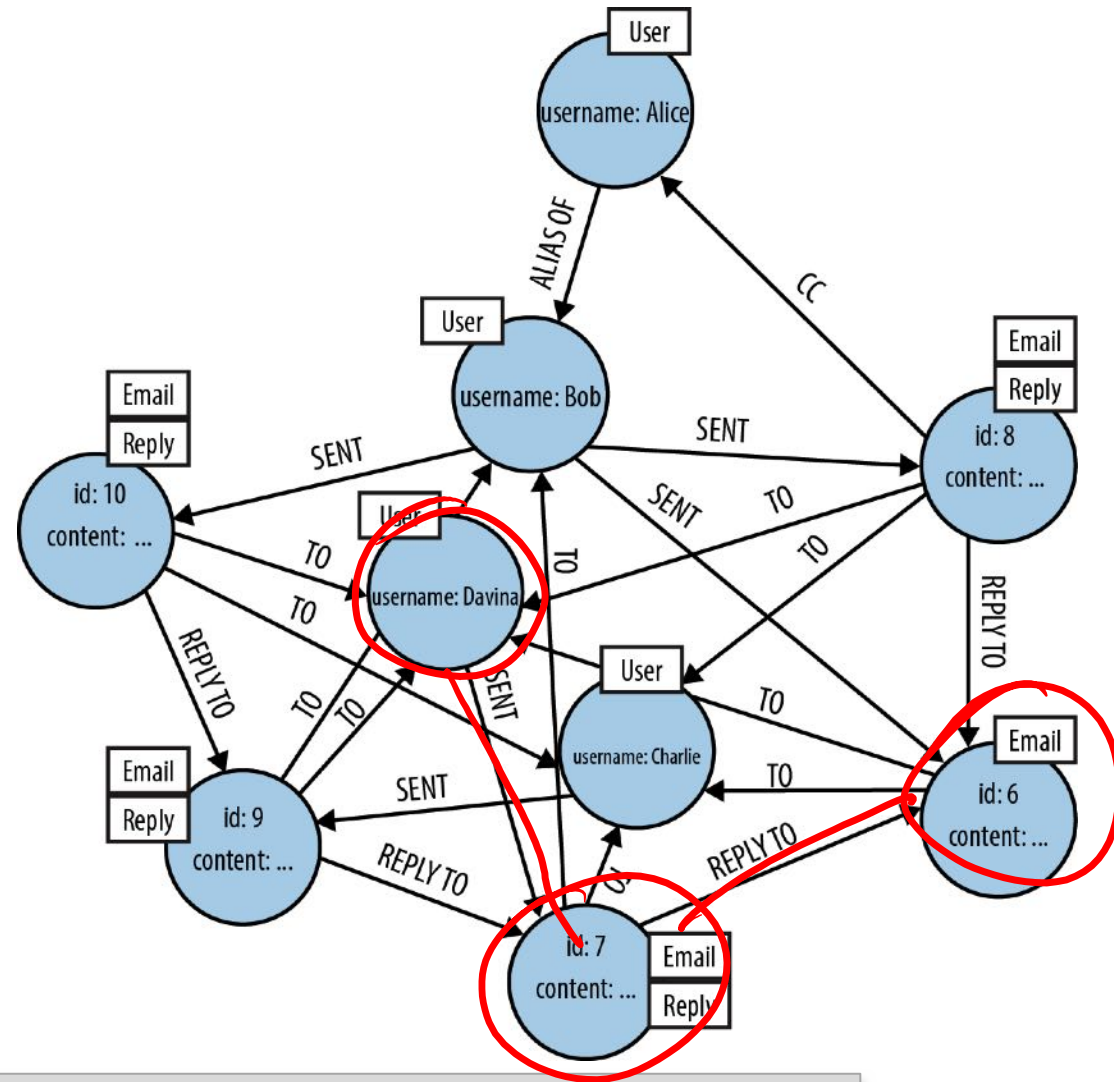 User
username: Alice
ALIAS OF
CC
User
username: Bob
Email
Reply
id: 8
content: ...
Email
Reply
id: 10
content: ...
SENT
SENT
SENT
User
username: Davina
TO
TO
TO
TO
TO
REPLY TO
REPLY TO
SENT
User
username: Charlie
TO
TO
TO
TO
Email
id: 6
content: ...
Email
Reply
id: 9
content: ...
SENT
REPLY TO
REPLY TO
TO
id: 7
content: ...
Email
Reply